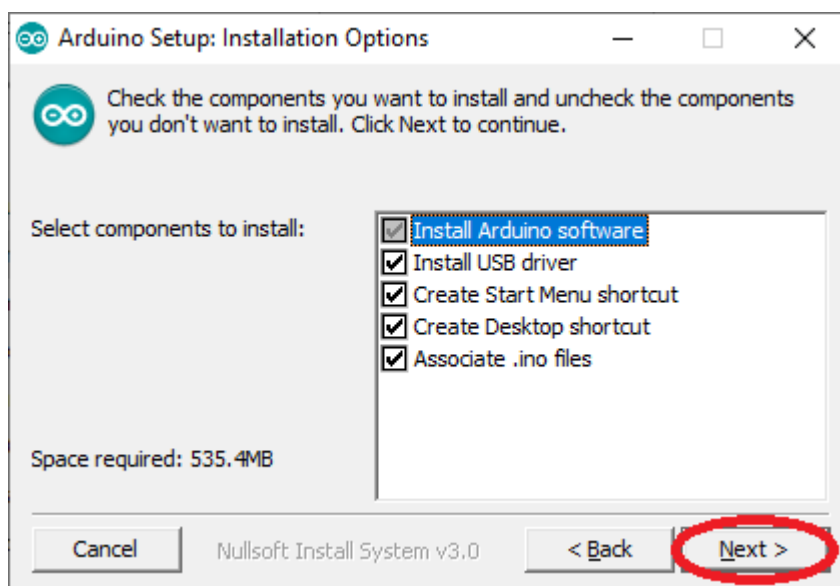 Arduino Setup: Installation Options
Check the components you want to install and uncheck the components
you don't want to install. Click Next to continue.
Select components to install:
Install Arduino software
Install USB driver
Create Start Menu shortcut
Create Desktop shortcut
Associate .ino files
Space required: 535.4MB
Cancel
Nullsoft Install System v3.0
< Back
Next >